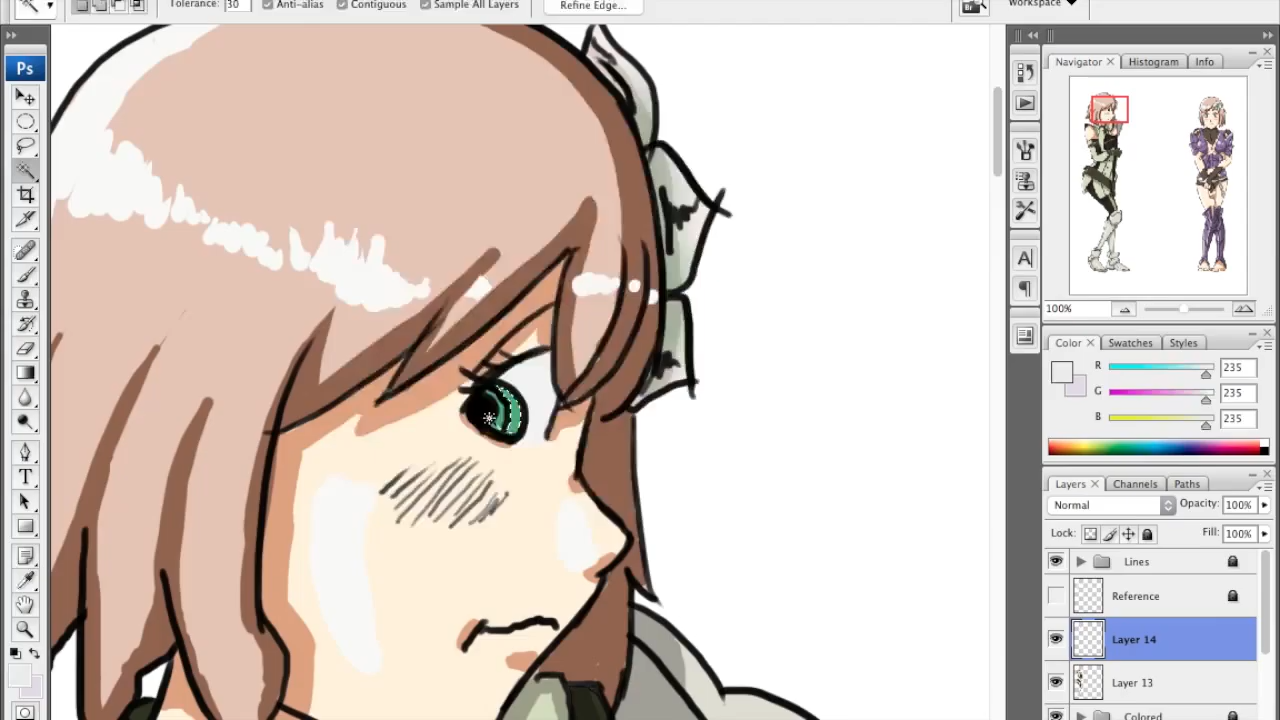 Tolerance: 30 Anti-alias Contiguous Sample All Layers Refine Edge... Br Workspace
Ps
T
Navigator Histogram Info
100%
A
Color Swatches Styles
R 235
G 235
B 235
Layers Channels Paths
Normal Opacity: 100%
Lock: Fill: 100%
Lines
Reference
Layer 14
Layer 13
Colored